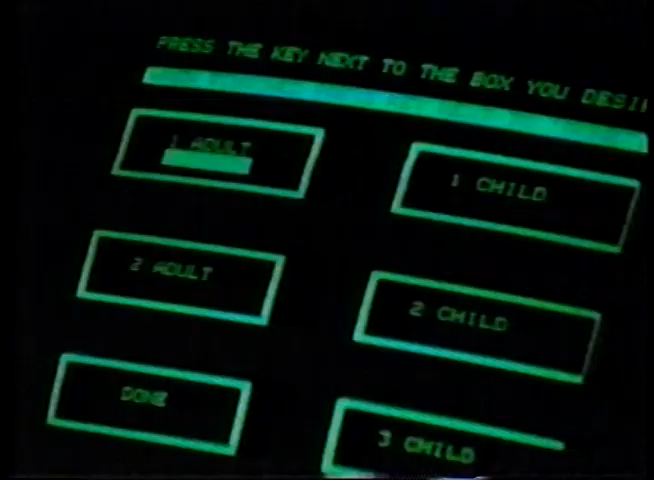 PRESS THE KEY NEXT TO THE BOX YOU DESI
1 ADULT
1 CHILD
2 ADULT
2 CHILD
DONE
3 CHILD